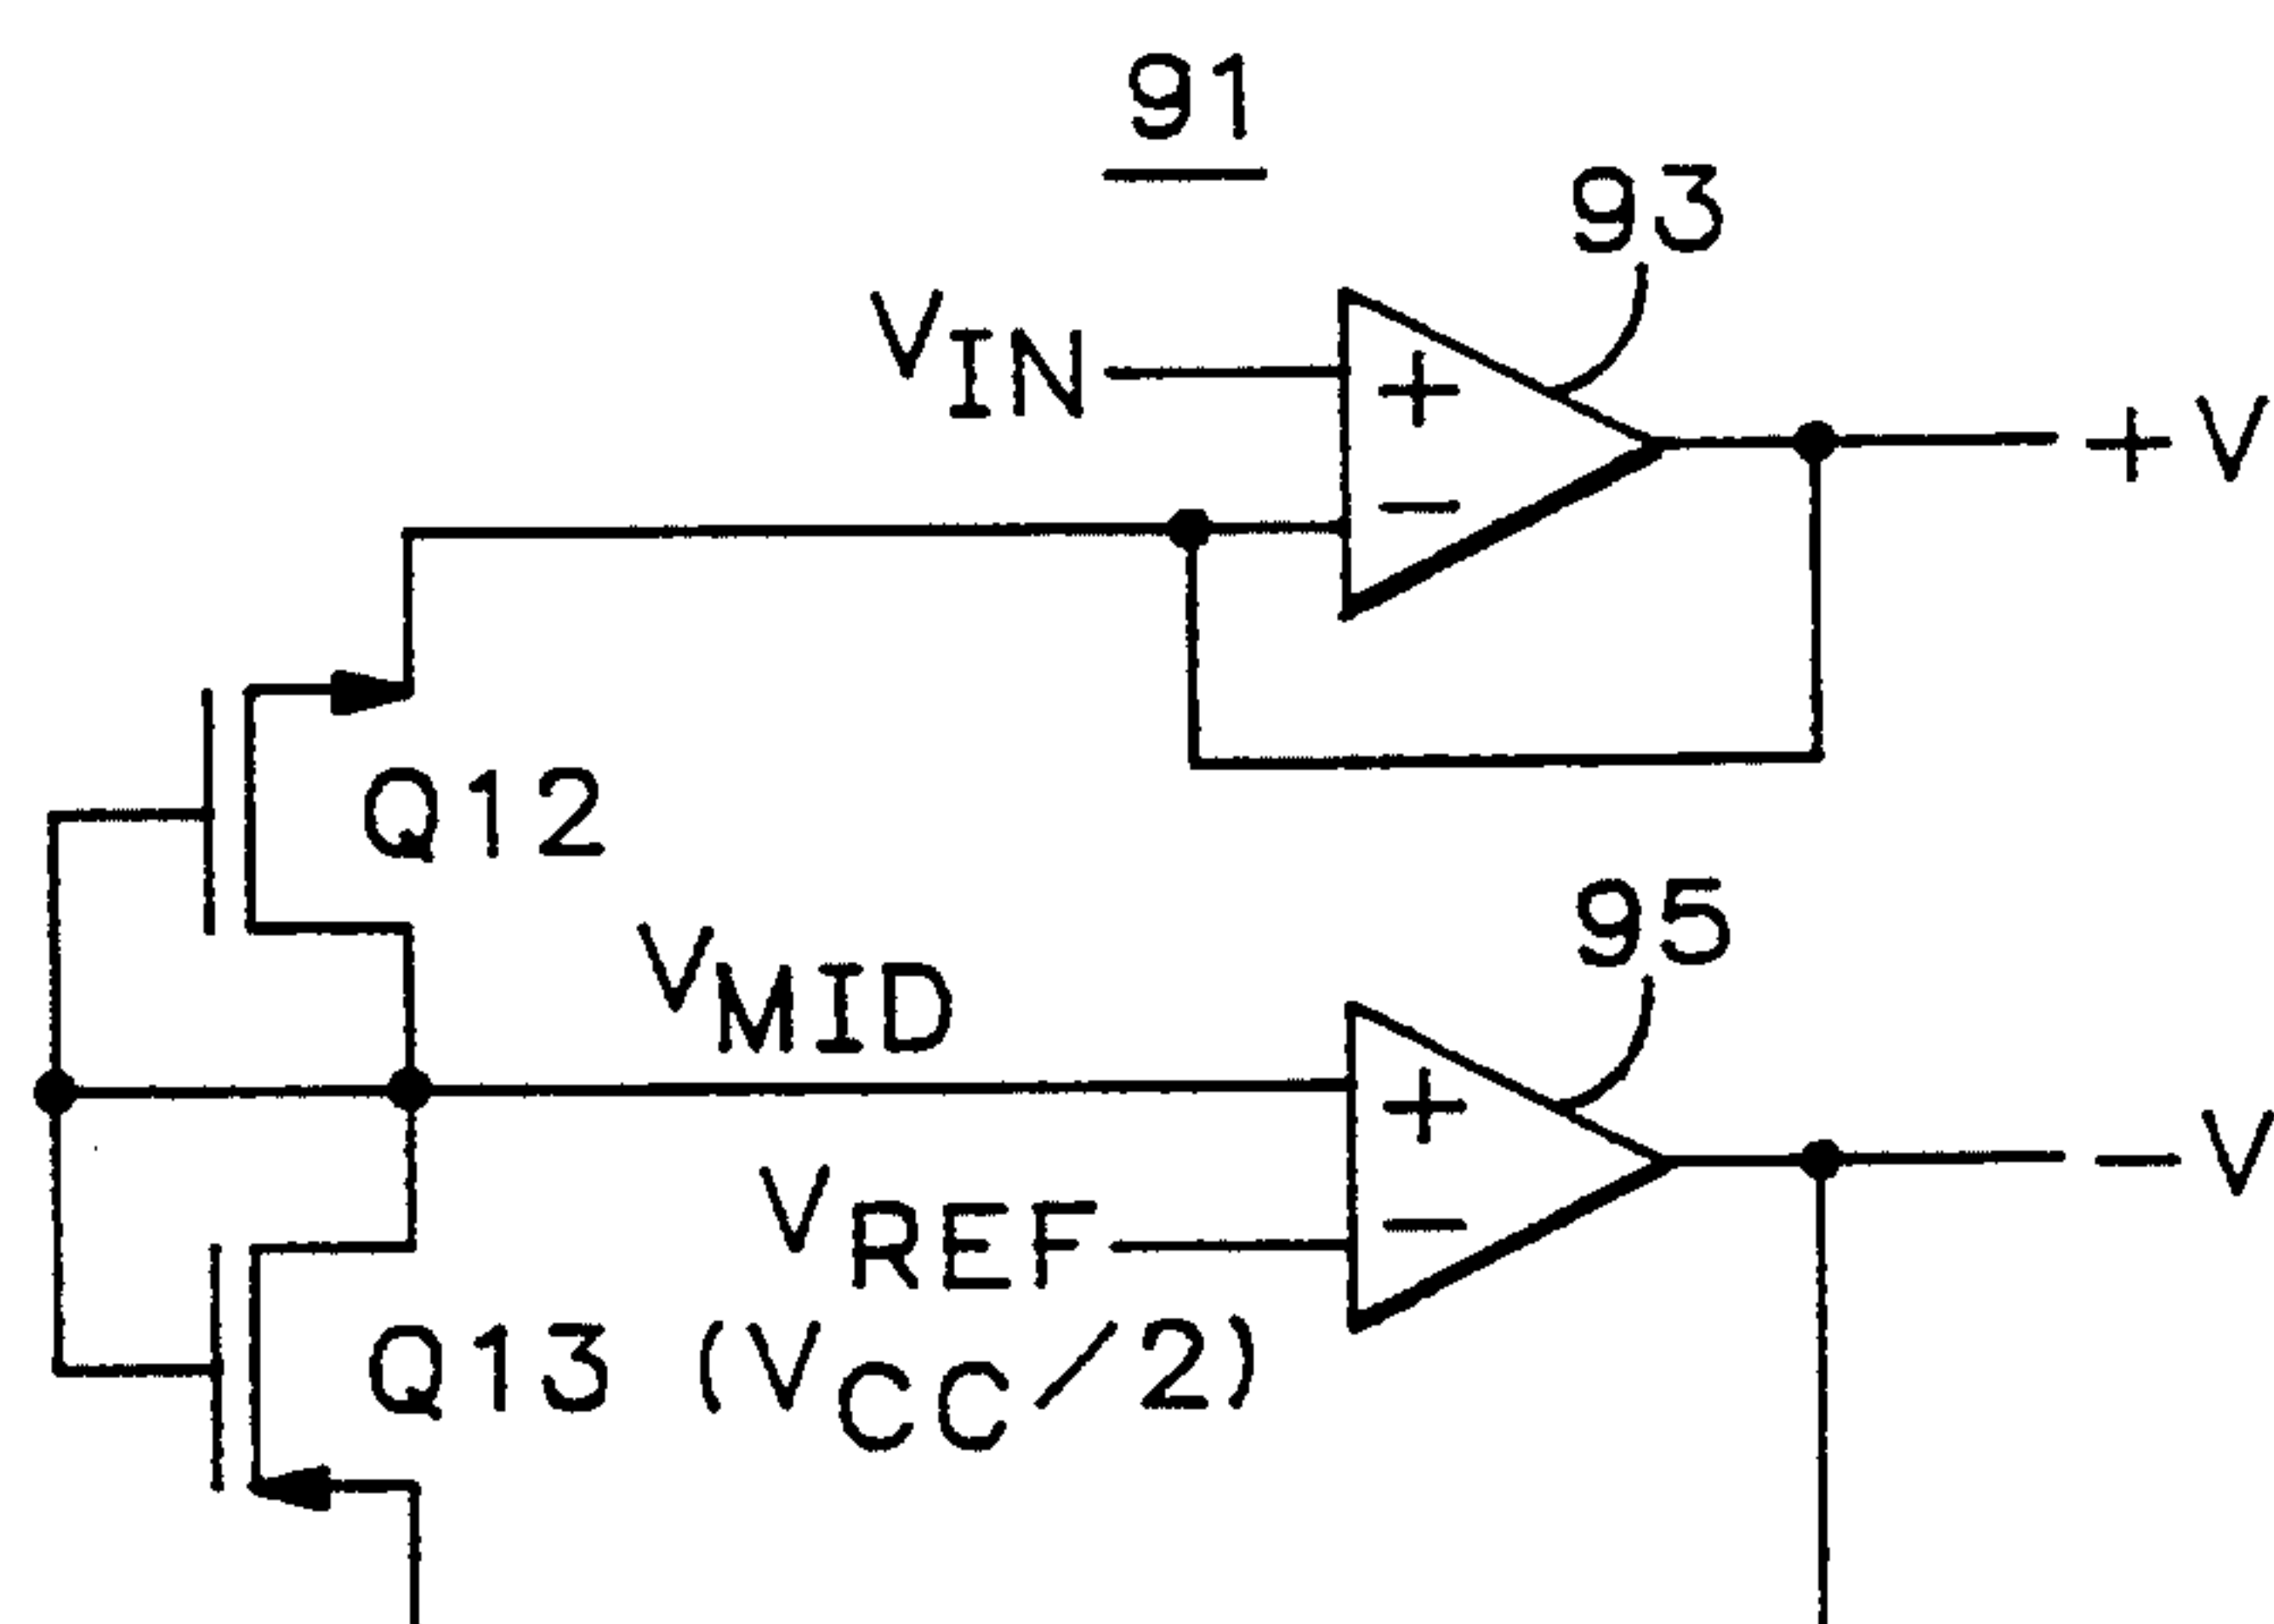 91
93
VIN
+
+V
−
Q12
95
VMID
+
−V
VREF
−
Q13 (VCC/2)